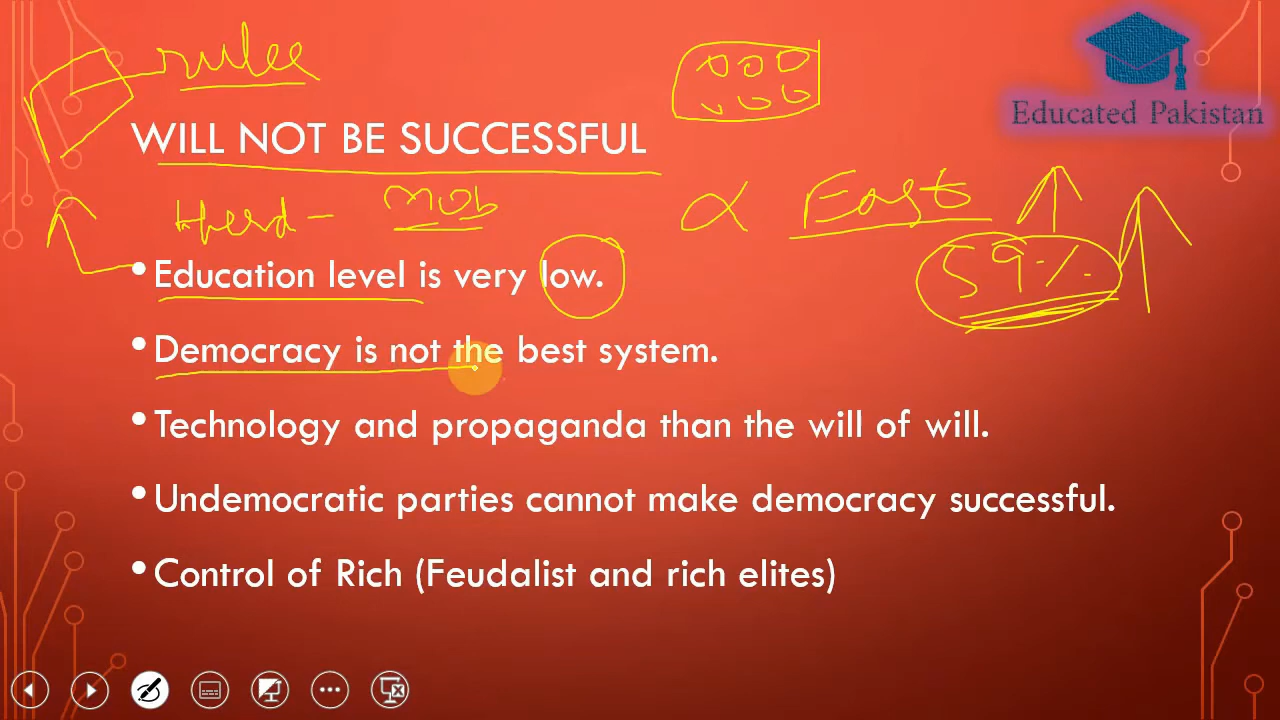 rulee
Educated Pakistan
WILL NOT BE SUCCESSFUL
Herd - mob
East
59%
• Education level is very low.
• Democracy is not the best system.
• Technology and propaganda than the will of will.
• Undemocratic parties cannot make democracy successful.
• Control of Rich (Feudalist and rich elites)